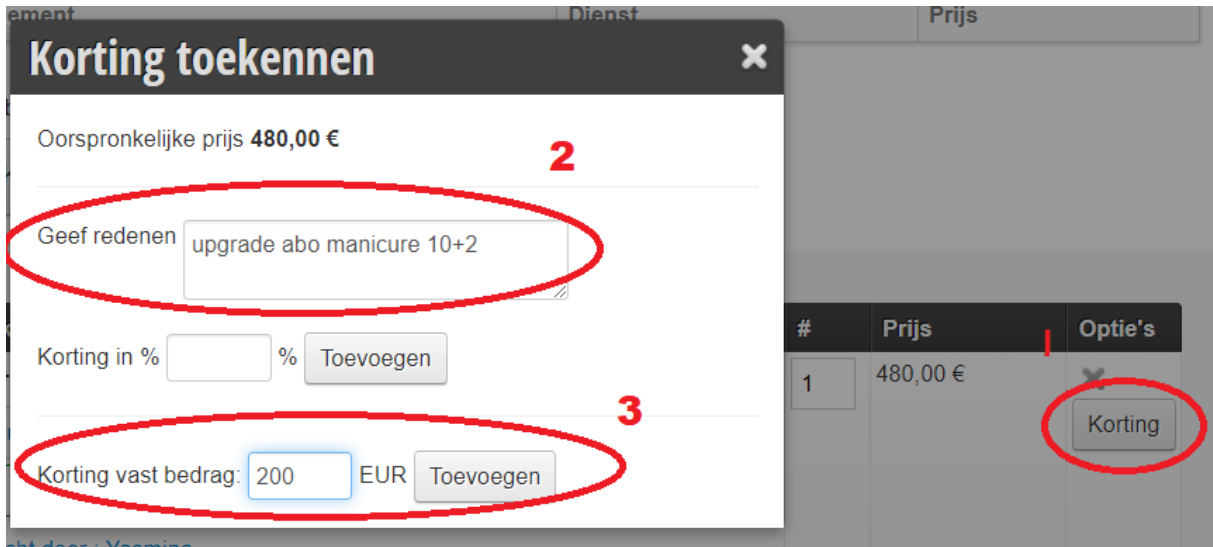 ement Dienst Prijs
Korting toekennen
Oorspronkelijke prijs 480,00 €
2
Geef redenen upgrade abo manicure 10+2
# Prijs Optie's
1
Korting in % % Toevoegen
1 480,00 €
Korting
3
Korting vast bedrag: 200 EUR Toevoegen